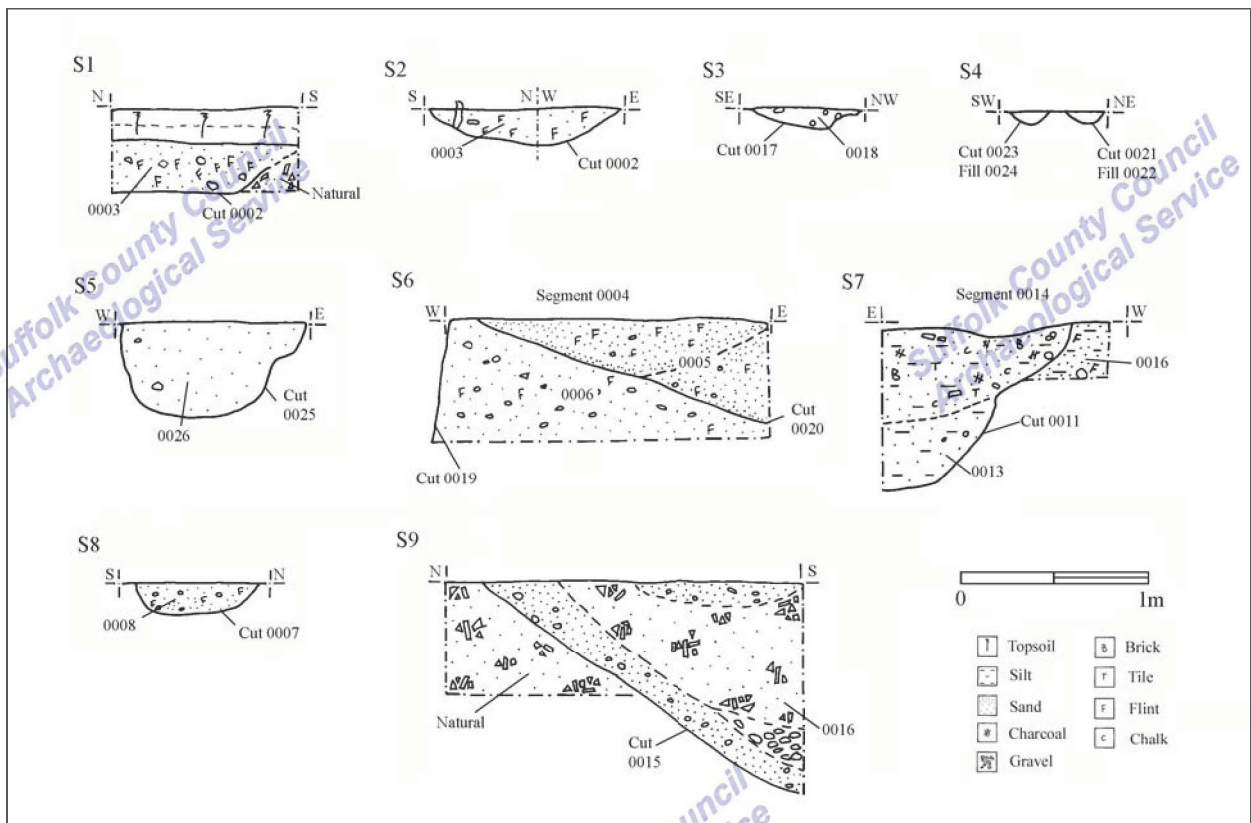 S1
N
S
0003
Cut 0002
Natural
S2
S
N
W
E
0003
Cut 0002
S3
SE
NW
Cut 0017
0018
S4
SW
NE
Cut 0023
Fill 0024
Cut 0021
Fill 0022
Suffolk County Council
Archaeological Service
Suffolk County Council
Archaeological Service
S5
W
E
Cut
0025
0026
S6
Segment 0004
W
E
0005
0006
Cut
0020
Cut 0019
S7
Segment 0014
E
W
B
B
B
T
T
T
C
C
C
0016
Cut 0011
0013
S8
S
N
0008
Cut 0007
S9
N
S
Natural
Cut
0015
0016
0
1m
Topsoil
Silt
Sand
Charcoal
Gravel
B Brick
T Tile
F Flint
C Chalk